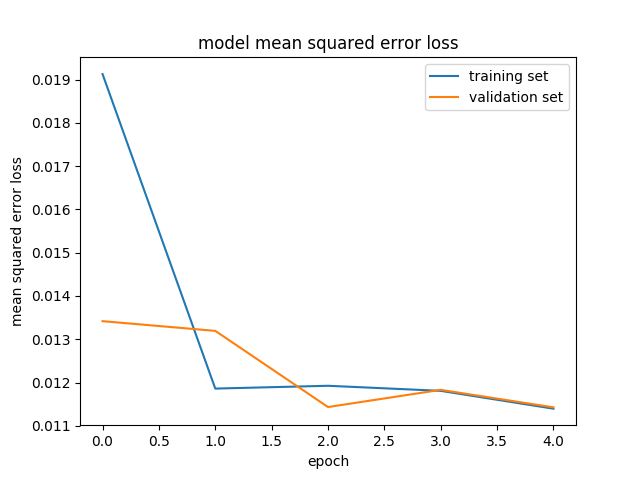 model mean squared error loss
training set
validation set
mean squared error loss
0.019
0.018
0.017
0.016
0.015
0.014
0.013
0.012
0.011
0.0 0.5 1.0 1.5 2.0 2.5 3.0 3.5 4.0
epoch